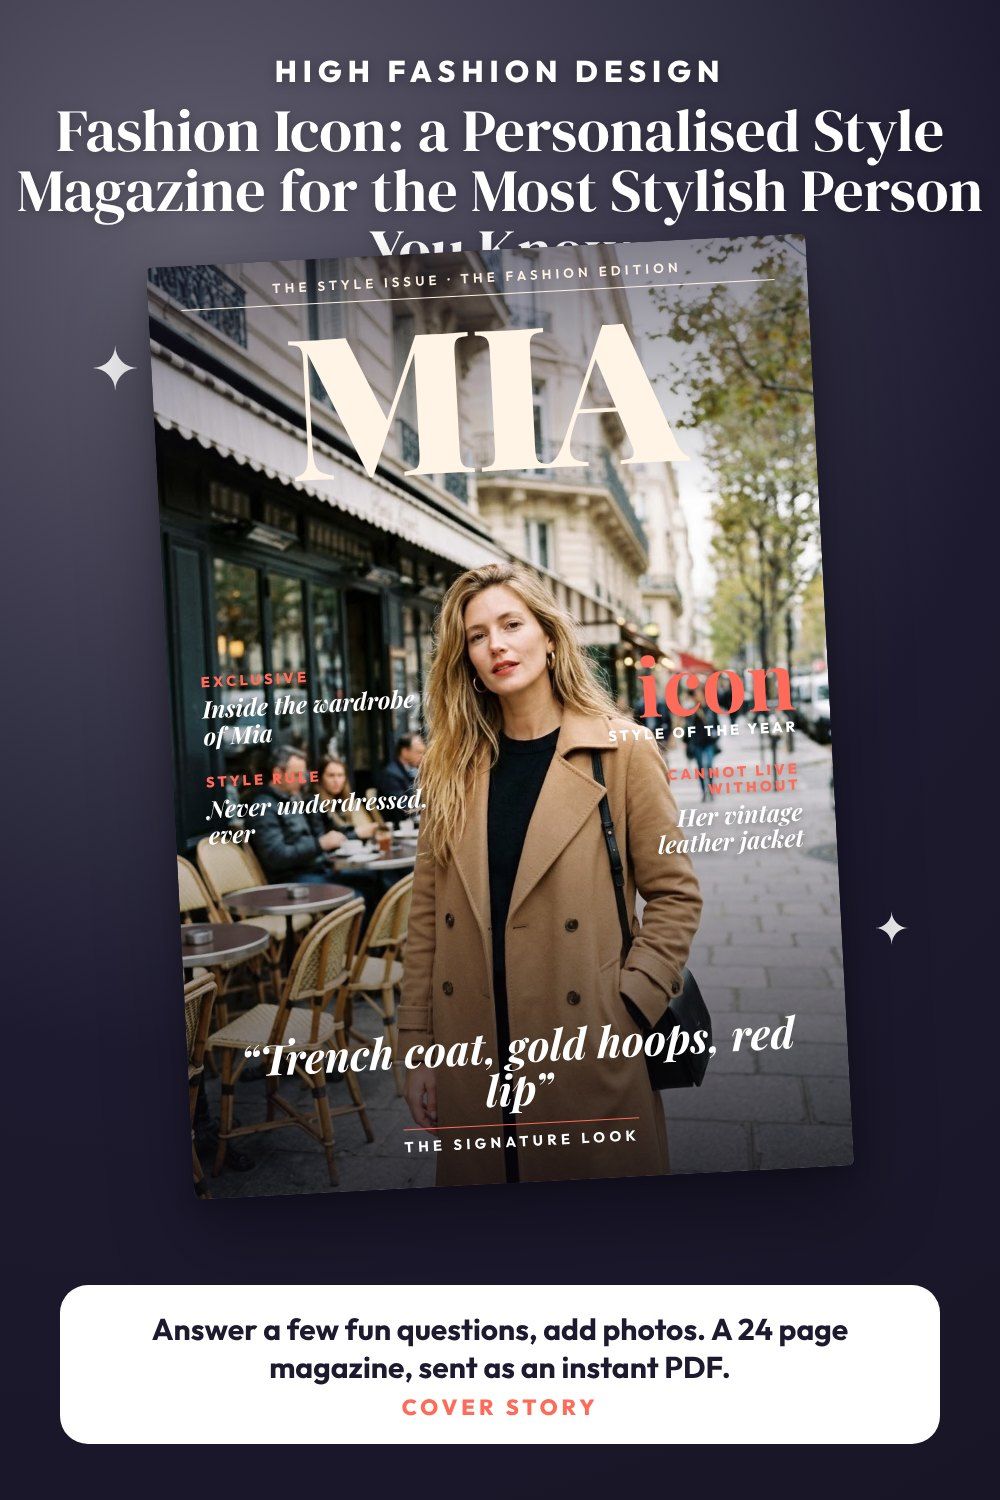 HIGH FASHION DESIGN
Fashion Icon: a Personalised Style
Magazine for the Most Stylish Person
You Know
THE STYLE ISSUE · THE FASHION EDITION
MIA
EXCLUSIVE
Inside the wardrobe
of Mia
STYLE RULE
Never underdressed,
ever
icon
STYLE OF THE YEAR
CANNOT LIVE
WITHOUT
Her vintage
leather jacket
“Trench coat, gold hoops, red
lip”
THE SIGNATURE LOOK
Answer a few fun questions, add photos. A 24 page
magazine, sent as an instant PDF.
COVER STORY